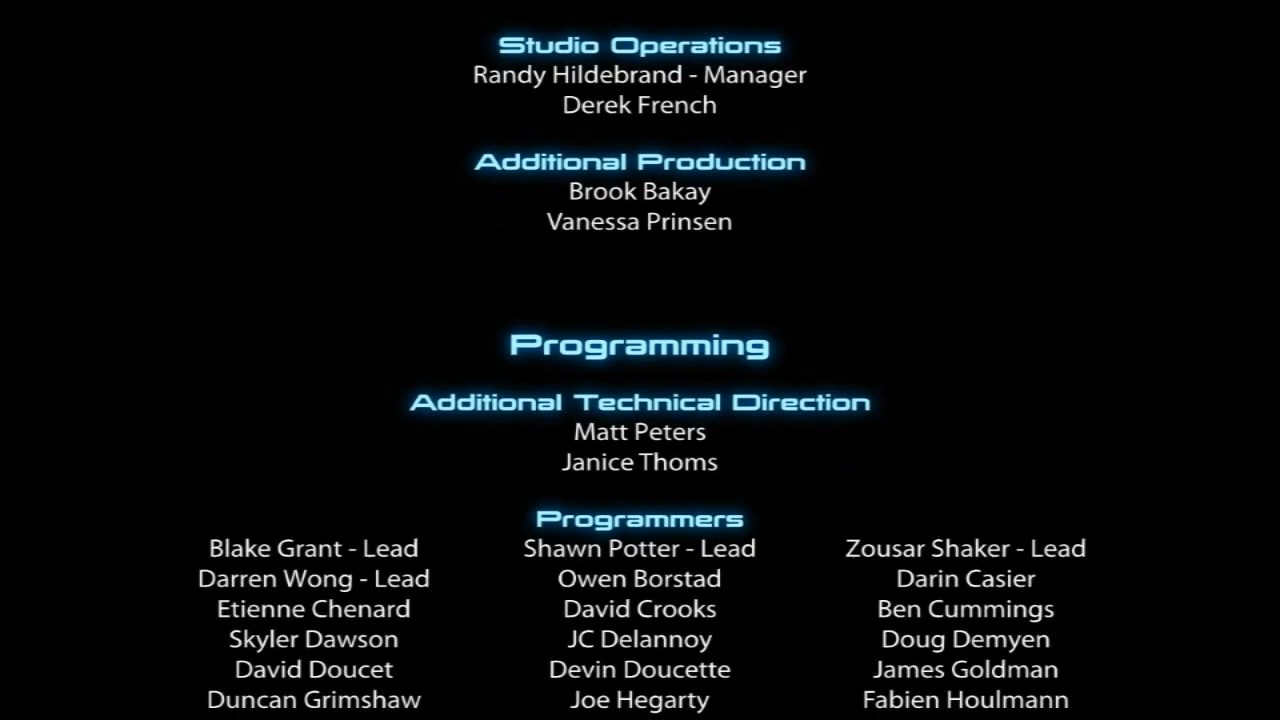 Studio Operations
Randy Hildebrand - Manager
Derek French
Additional Production
Brook Bakay
Vanessa Prinsen
Programming
Additional Technical Direction
Matt Peters
Janice Thoms
Programmers
Blake Grant - Lead Shawn Potter - Lead Zousar Shaker - Lead
Darren Wong - Lead Owen Borstad Darin Casier
Etienne Chenard David Crooks Ben Cummings
Skyler Dawson JC Delannoy Doug Demyen
David Doucet Devin Doucette James Goldman
Duncan Grimshaw Joe Hegarty Fabien Houlmann